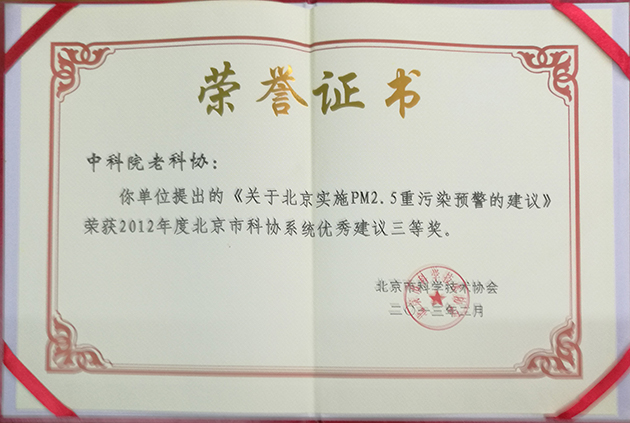 荣誉证书
中科院老科协：
你单位提出的《关于北京实施PM2.5重污染预警的建议》
荣获2012年度北京市科协系统优秀建议三等奖。
北京市科学技术协会
二〇一三年二月